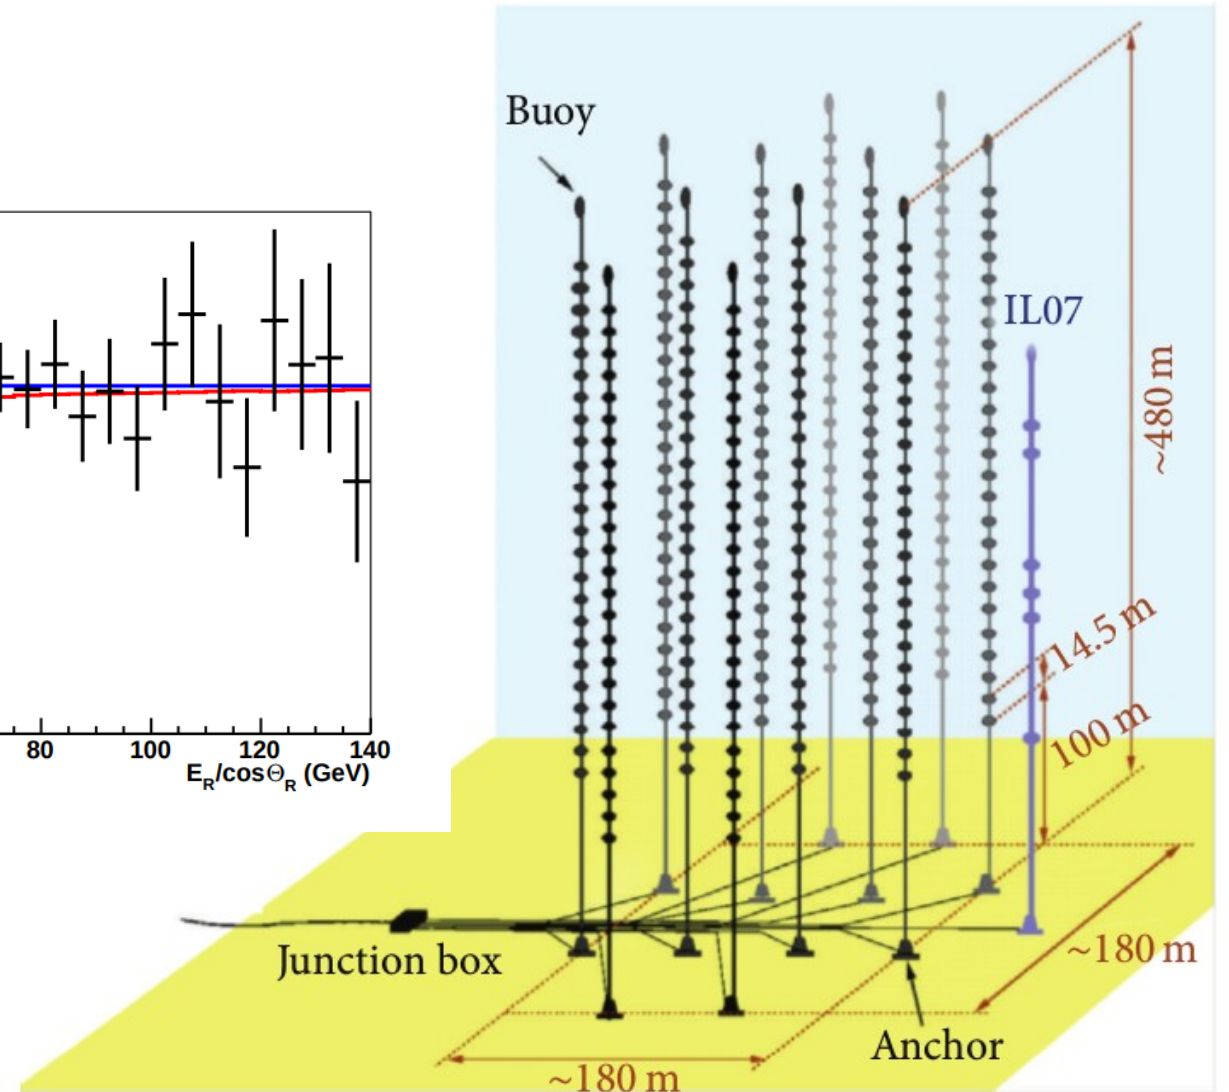 Buoy
IL07
~480 m
14.5 m
100 m
80 100 120 140
E_R/cosΘ_R (GeV)
Junction box
~180 m
Anchor
~180 m